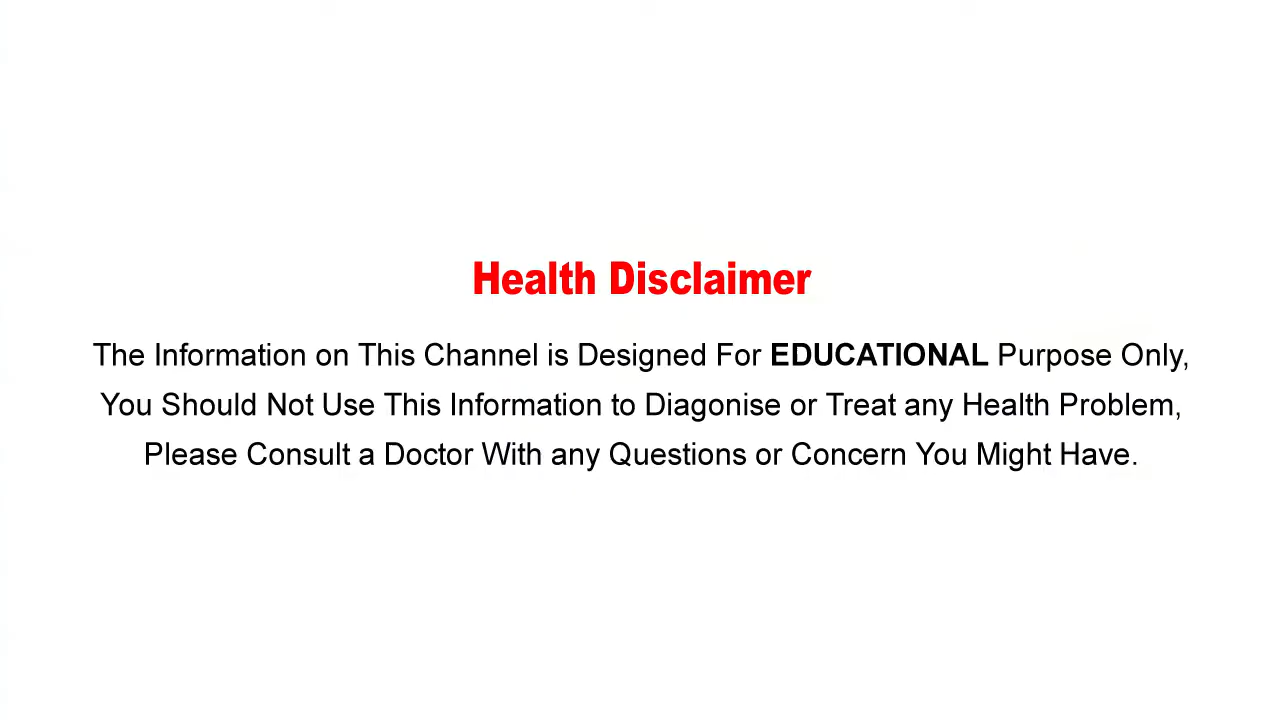 Health Disclaimer
The Information on This Channel is Designed For EDUCATIONAL Purpose Only,
You Should Not Use This Information to Diagonise or Treat any Health Problem,
Please Consult a Doctor With any Questions or Concern You Might Have.